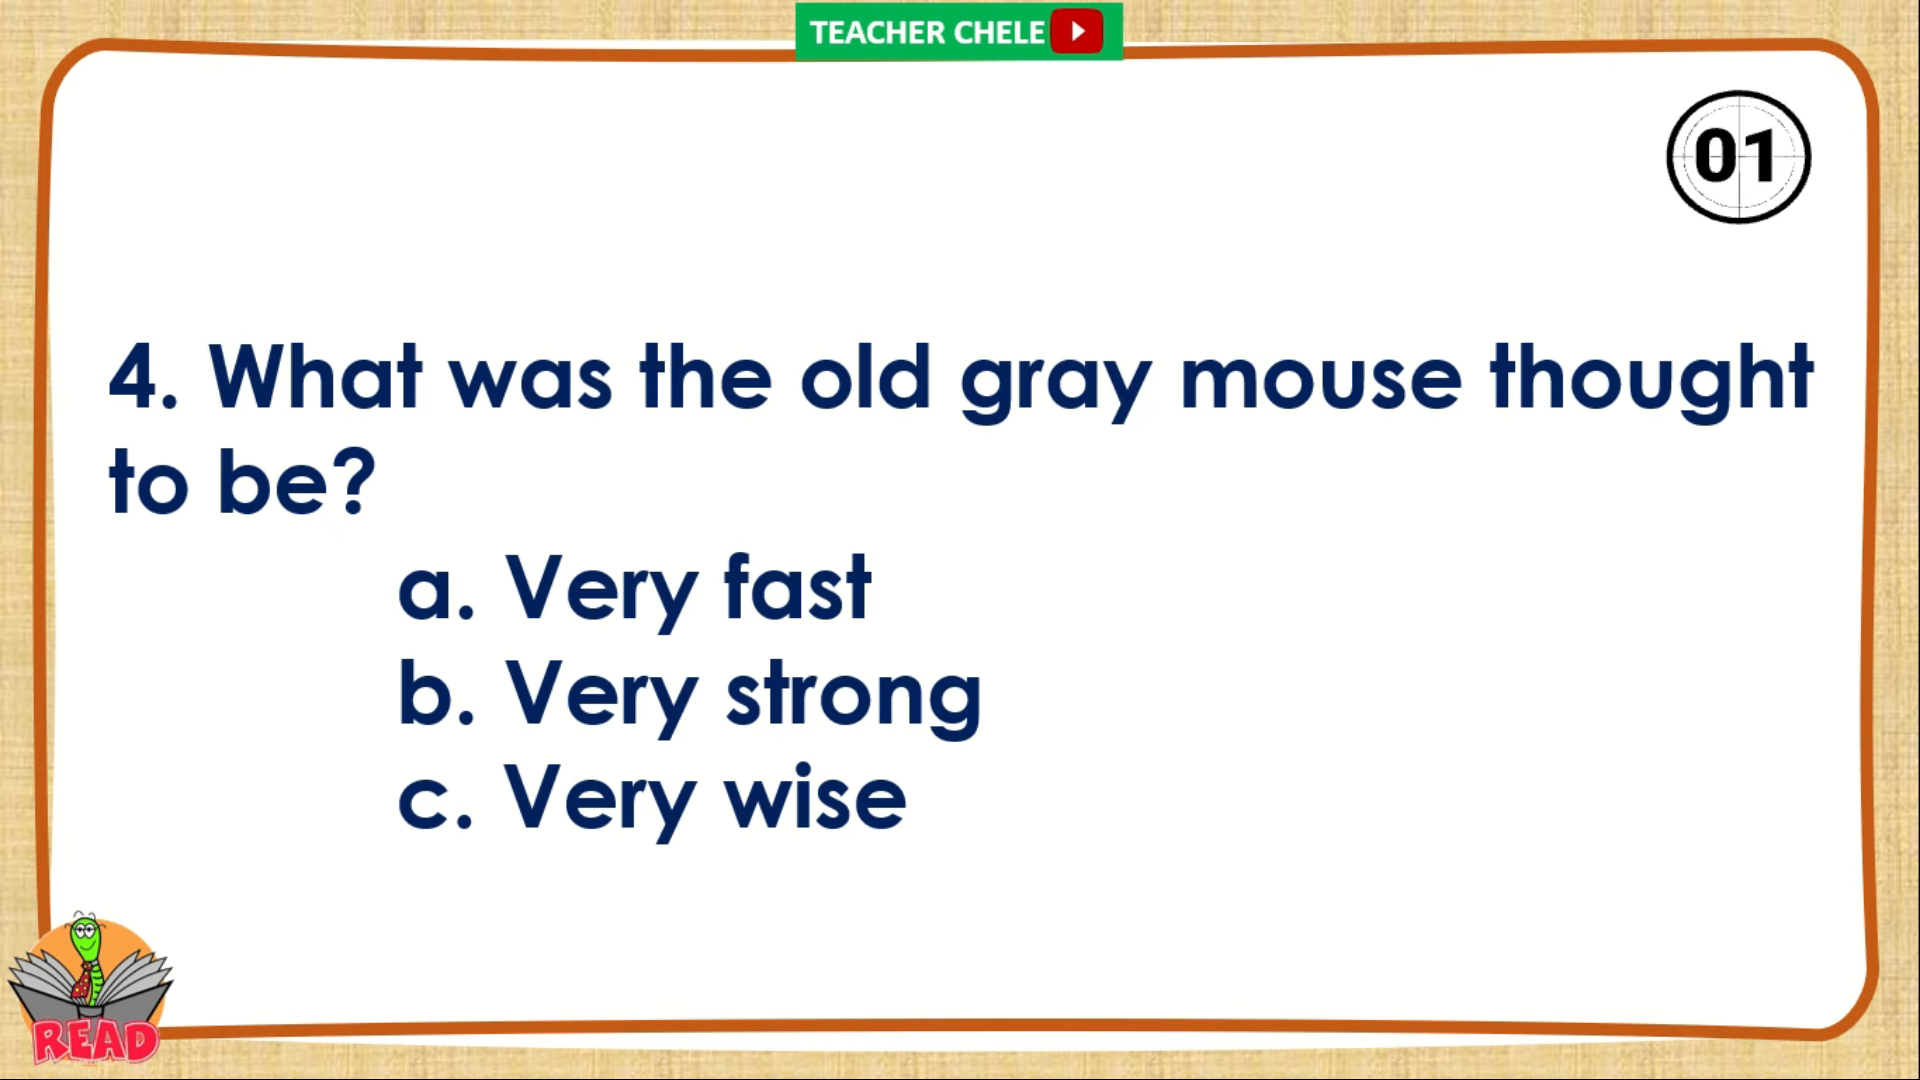 TEACHER CHELE
01
4. What was the old gray mouse thought
to be?
a. Very fast
b. Very strong
c. Very wise
READ